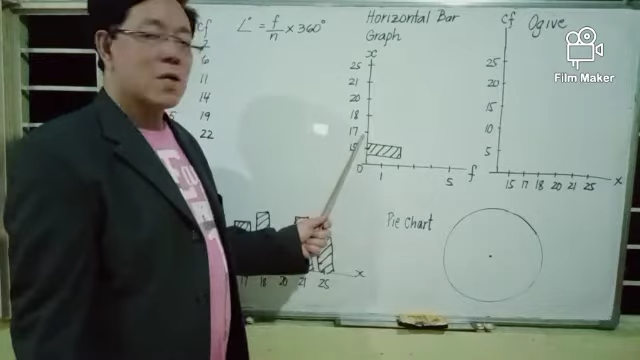 cf
2
6
11
14
19
22
∠° = f/n x 360°
Horizontal Bar
Graph
x
25
21
20
18
17
15
0 1 5 f
cf Ogive
25
20
15
10
5
15 17 18 20 21 25 x
Film Maker
Pie Chart
17 18 20 21 25 x